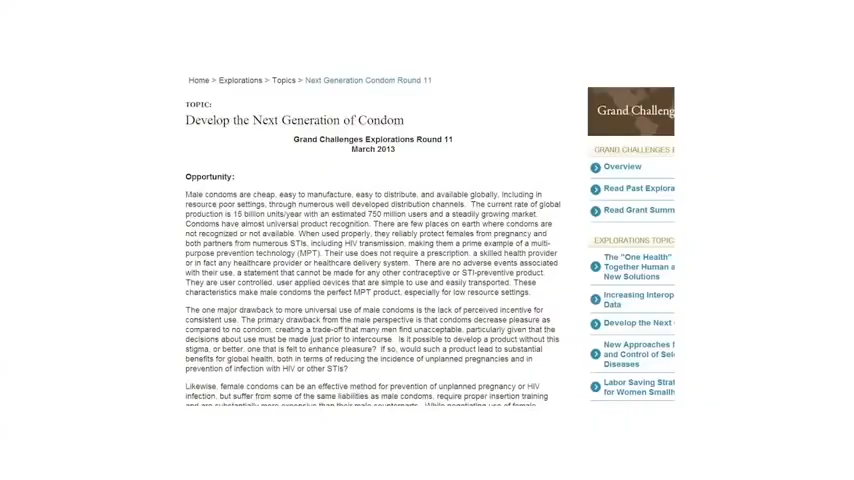 Home > Explorations > Topics > Next Generation Condom Round 11
TOPIC:
Develop the Next Generation of Condom
Grand Challenges Explorations Round 11
March 2013
Opportunity:
Male condoms are cheap, easy to manufacture, easy to distribute, and available globally, including in
resource poor settings, through numerous well developed distribution channels. The current rate of global
production is 15 billion units/year with an estimated 750 million users and a steadily growing market.
Condoms have almost universal product recognition. There are few places on earth where condoms are
not recognized or not available. When used properly, they reliably protect females from pregnancy and
both partners from numerous STIs, including HIV transmission, making them a prime example of a multi-
purpose prevention technology (MPT). Their use does not require a prescription, a skilled health provider
or in fact any healthcare provider or healthcare delivery system. There are no adverse events associated
with their use, a statement that cannot be made for any other contraceptive or STI-preventive product.
They are user controlled, user applied devices that are simple to use and easily transported. These
characteristics make male condoms the perfect MPT product, especially for low resource settings.
The one major drawback to more universal use of male condoms is the lack of perceived incentive for
consistent use. The primary drawback from the male perspective is that condoms decrease pleasure as
compared to no condom, creating a trade-off that many men find unacceptable, particularly given that the
decisions about use must be made just prior to intercourse. Is it possible to develop a product without this
stigma, or better, one that is felt to enhance pleasure? If so, would such a product lead to substantial
benefits for global health, both in terms of reducing the incidence of unplanned pregnancies and in
prevention of infection with HIV or other STIs?
Likewise, female condoms can be an effective method for prevention of unplanned pregnancy or HIV
infection, but suffer from some of the same liabilities as male condoms, require proper insertion training
and are substantially more expensive than their male counterparts. While negotiating use of female
Grand Challeng
GRAND CHALLENGES E
Overview
Read Past Explora
Read Grant Summ
EXPLORATIONS TOPIC
The "One Health"
Together Human a
New Solutions
Increasing Interop
Data
Develop the Next
New Approaches f
and Control of Sele
Diseases
Labor Saving Strat
for Women Smallh